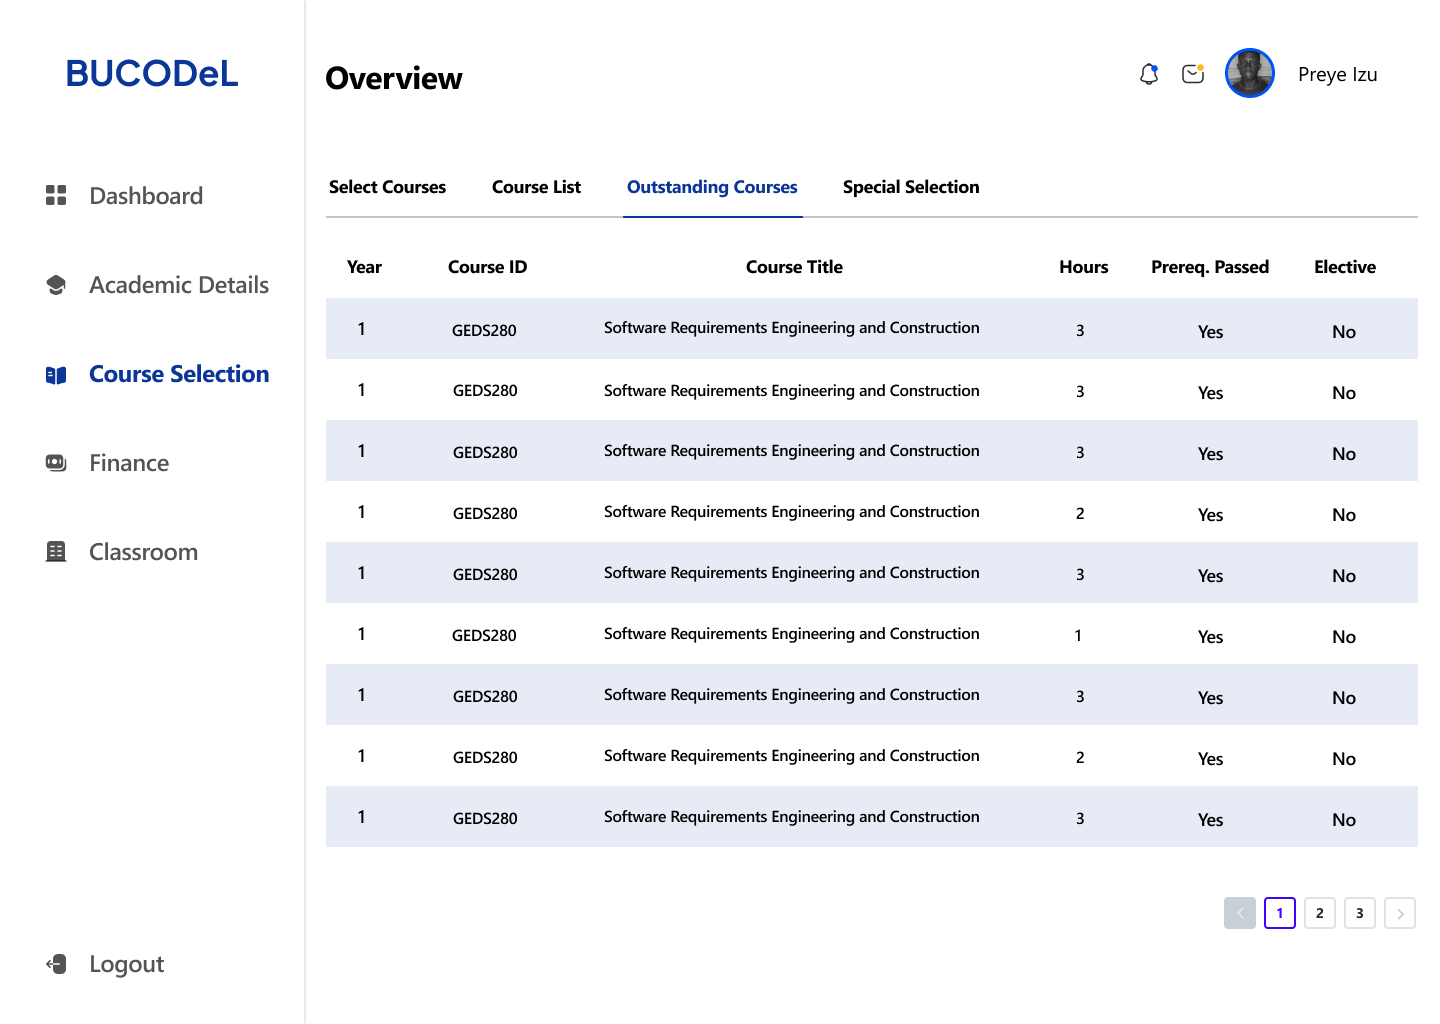 BUCODeL
Overview
Preye Izu
Dashboard
Academic Details
Course Selection
Finance
Classroom
Logout
Select Courses Course List Outstanding Courses Special Selection
Year Course ID Course Title Hours Prereq. Passed Elective
1 GEDS280 Software Requirements Engineering and Construction 3 Yes No
1 GEDS280 Software Requirements Engineering and Construction 3 Yes No
1 GEDS280 Software Requirements Engineering and Construction 3 Yes No
1 GEDS280 Software Requirements Engineering and Construction 2 Yes No
1 GEDS280 Software Requirements Engineering and Construction 3 Yes No
1 GEDS280 Software Requirements Engineering and Construction 1 Yes No
1 GEDS280 Software Requirements Engineering and Construction 3 Yes No
1 GEDS280 Software Requirements Engineering and Construction 2 Yes No
1 GEDS280 Software Requirements Engineering and Construction 3 Yes No
1 2 3